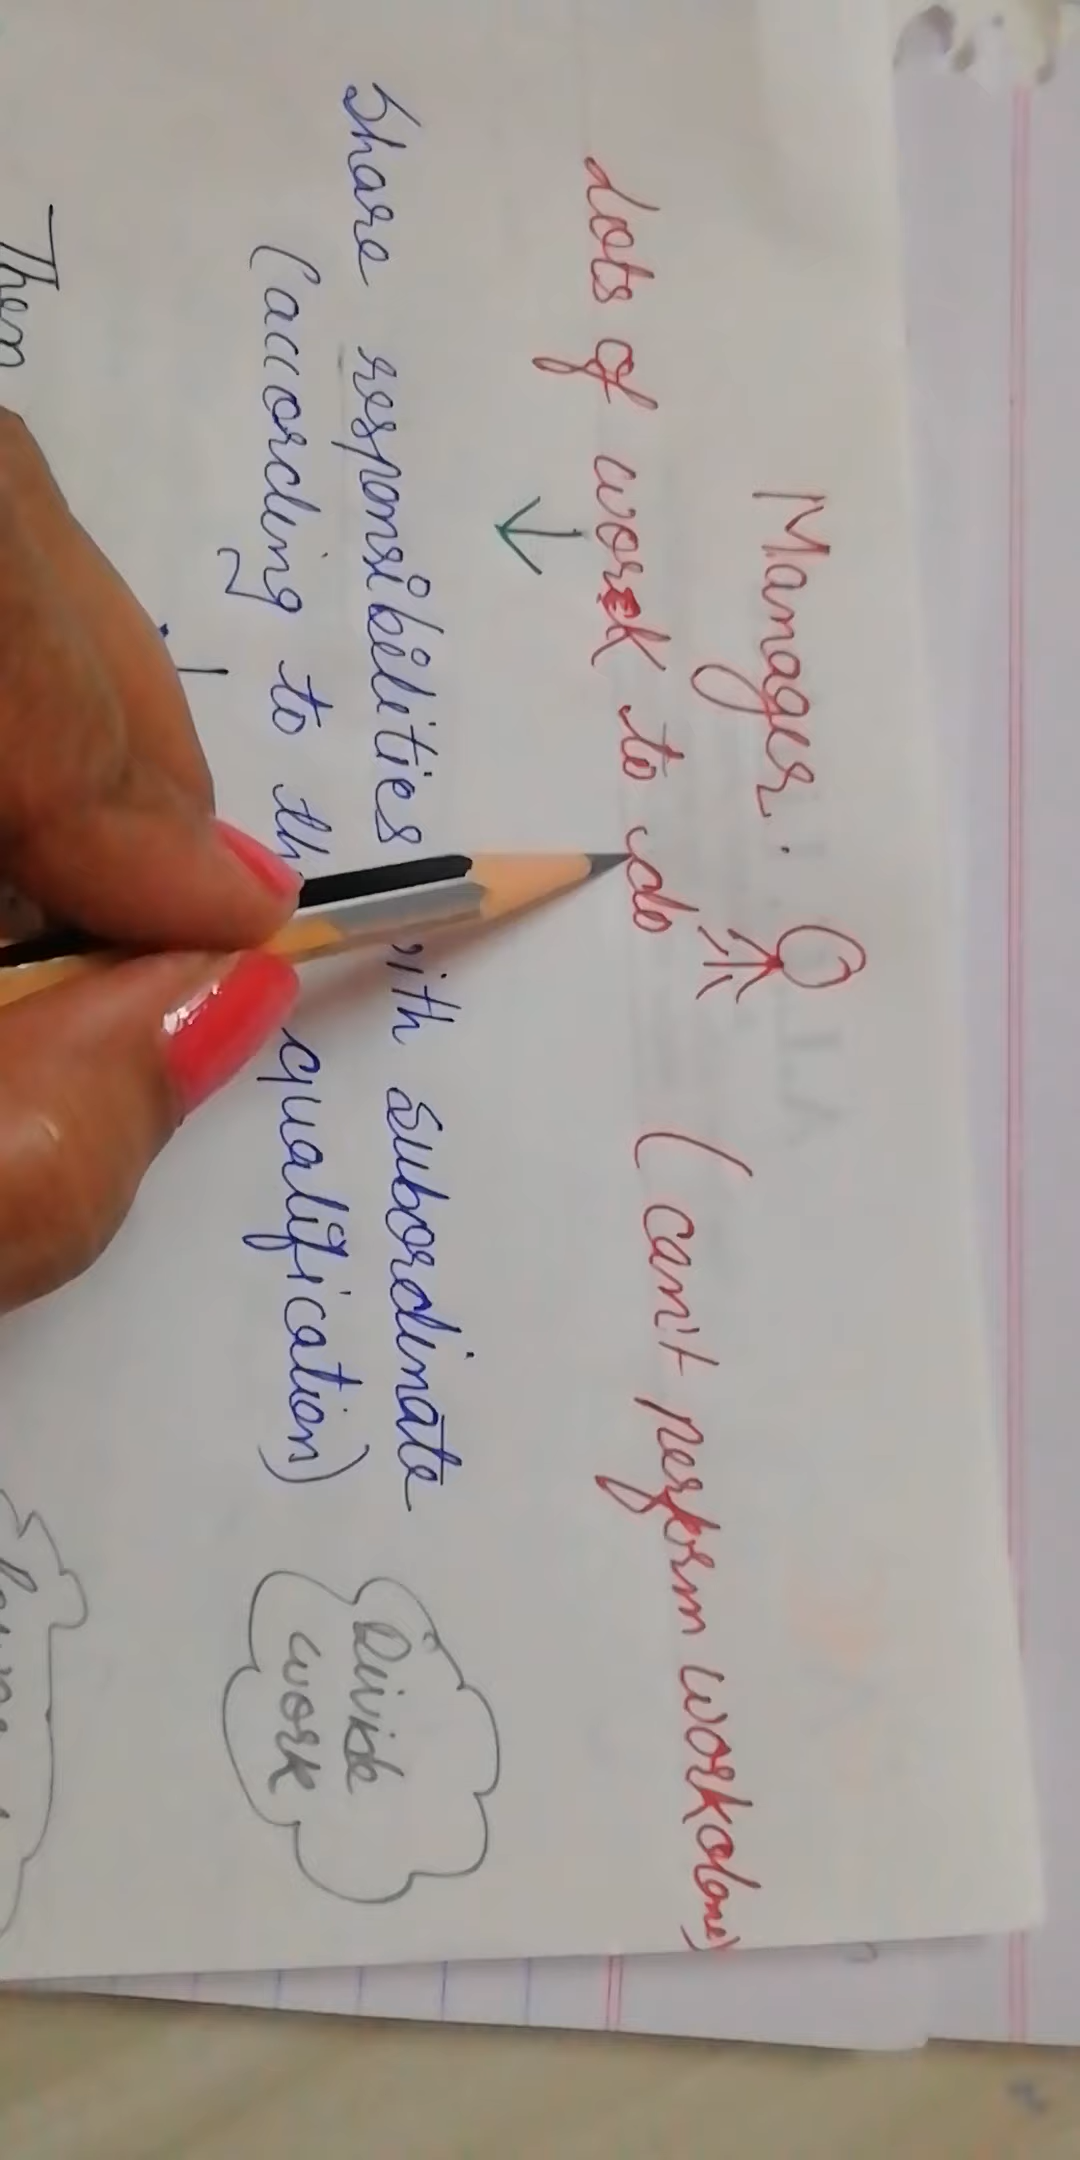 Manager.
Lots of work to do (can't perform work alone)
Share responsibilities with subordinate
(according to the qualification)
Divide
work
Then